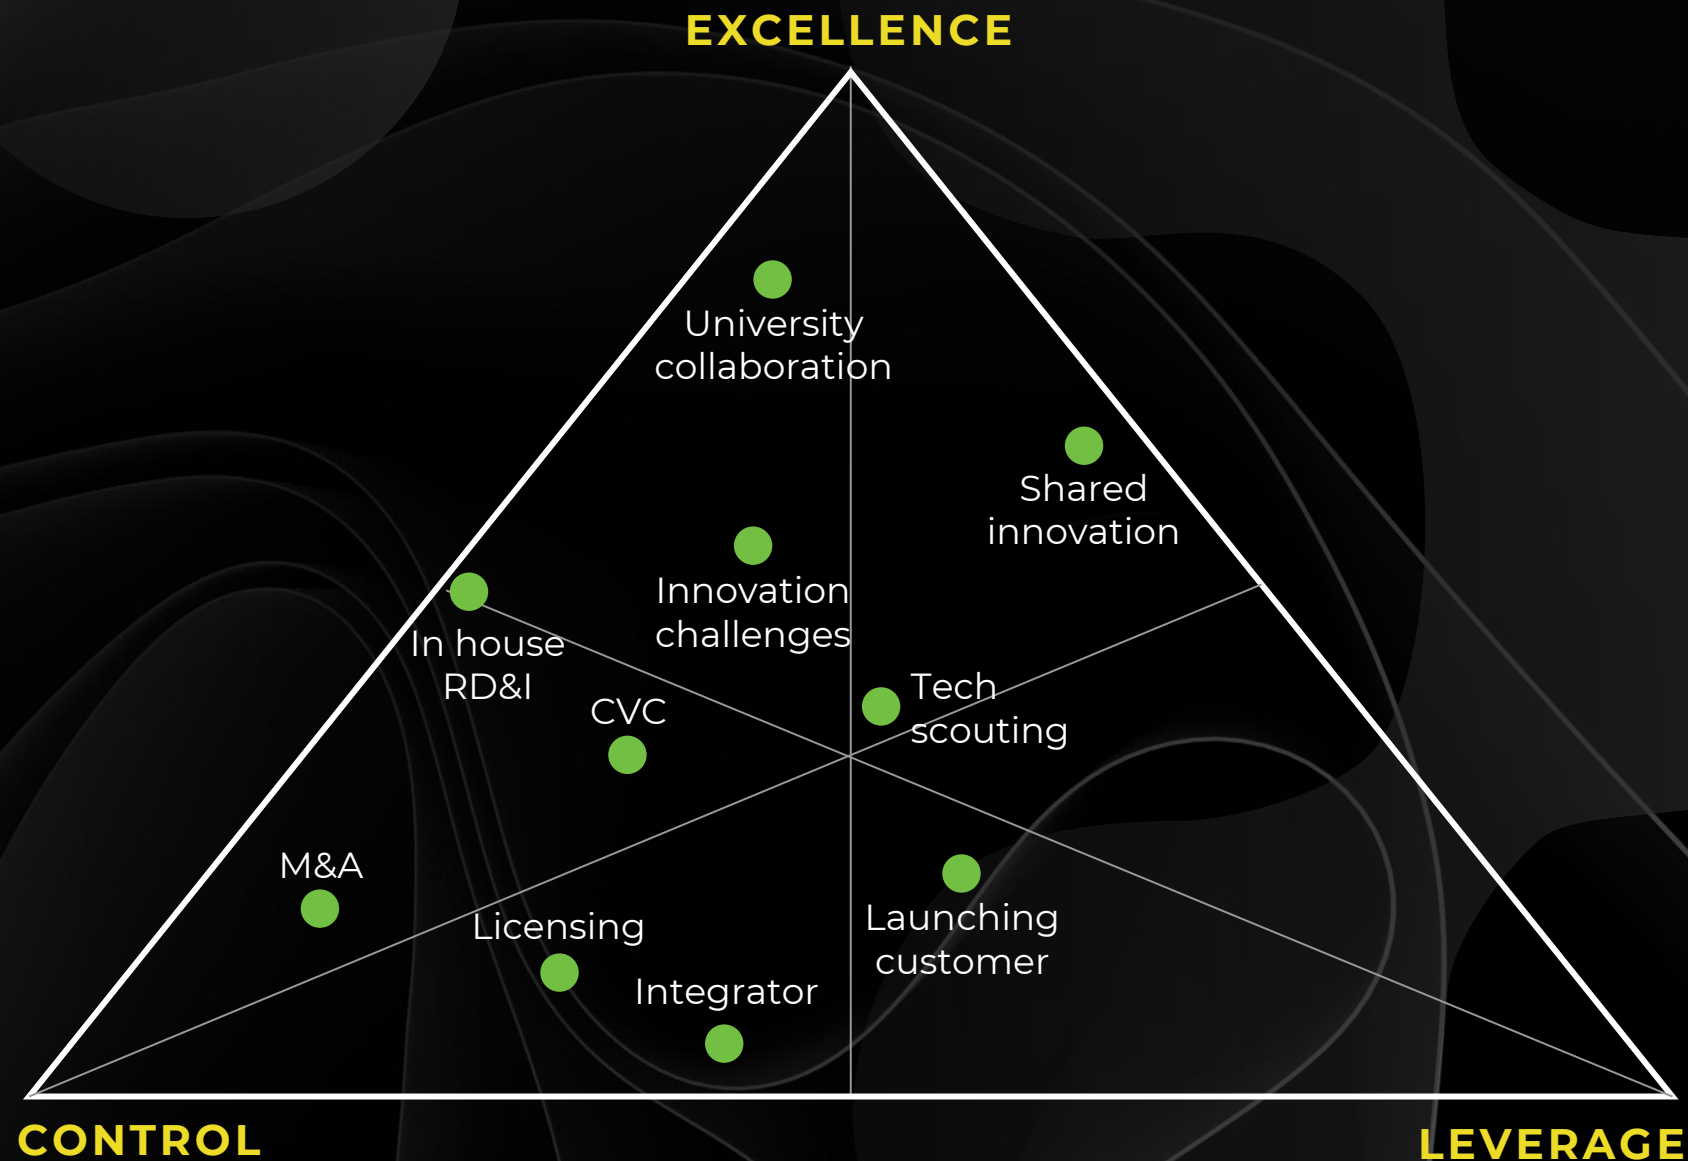 EXCELLENCE
University
collaboration
Shared
innovation
Innovation
challenges
In house
RD&I
Tech
scouting
CVC
M&A
Licensing
Launching
customer
Integrator
CONTROL
LEVERAGE